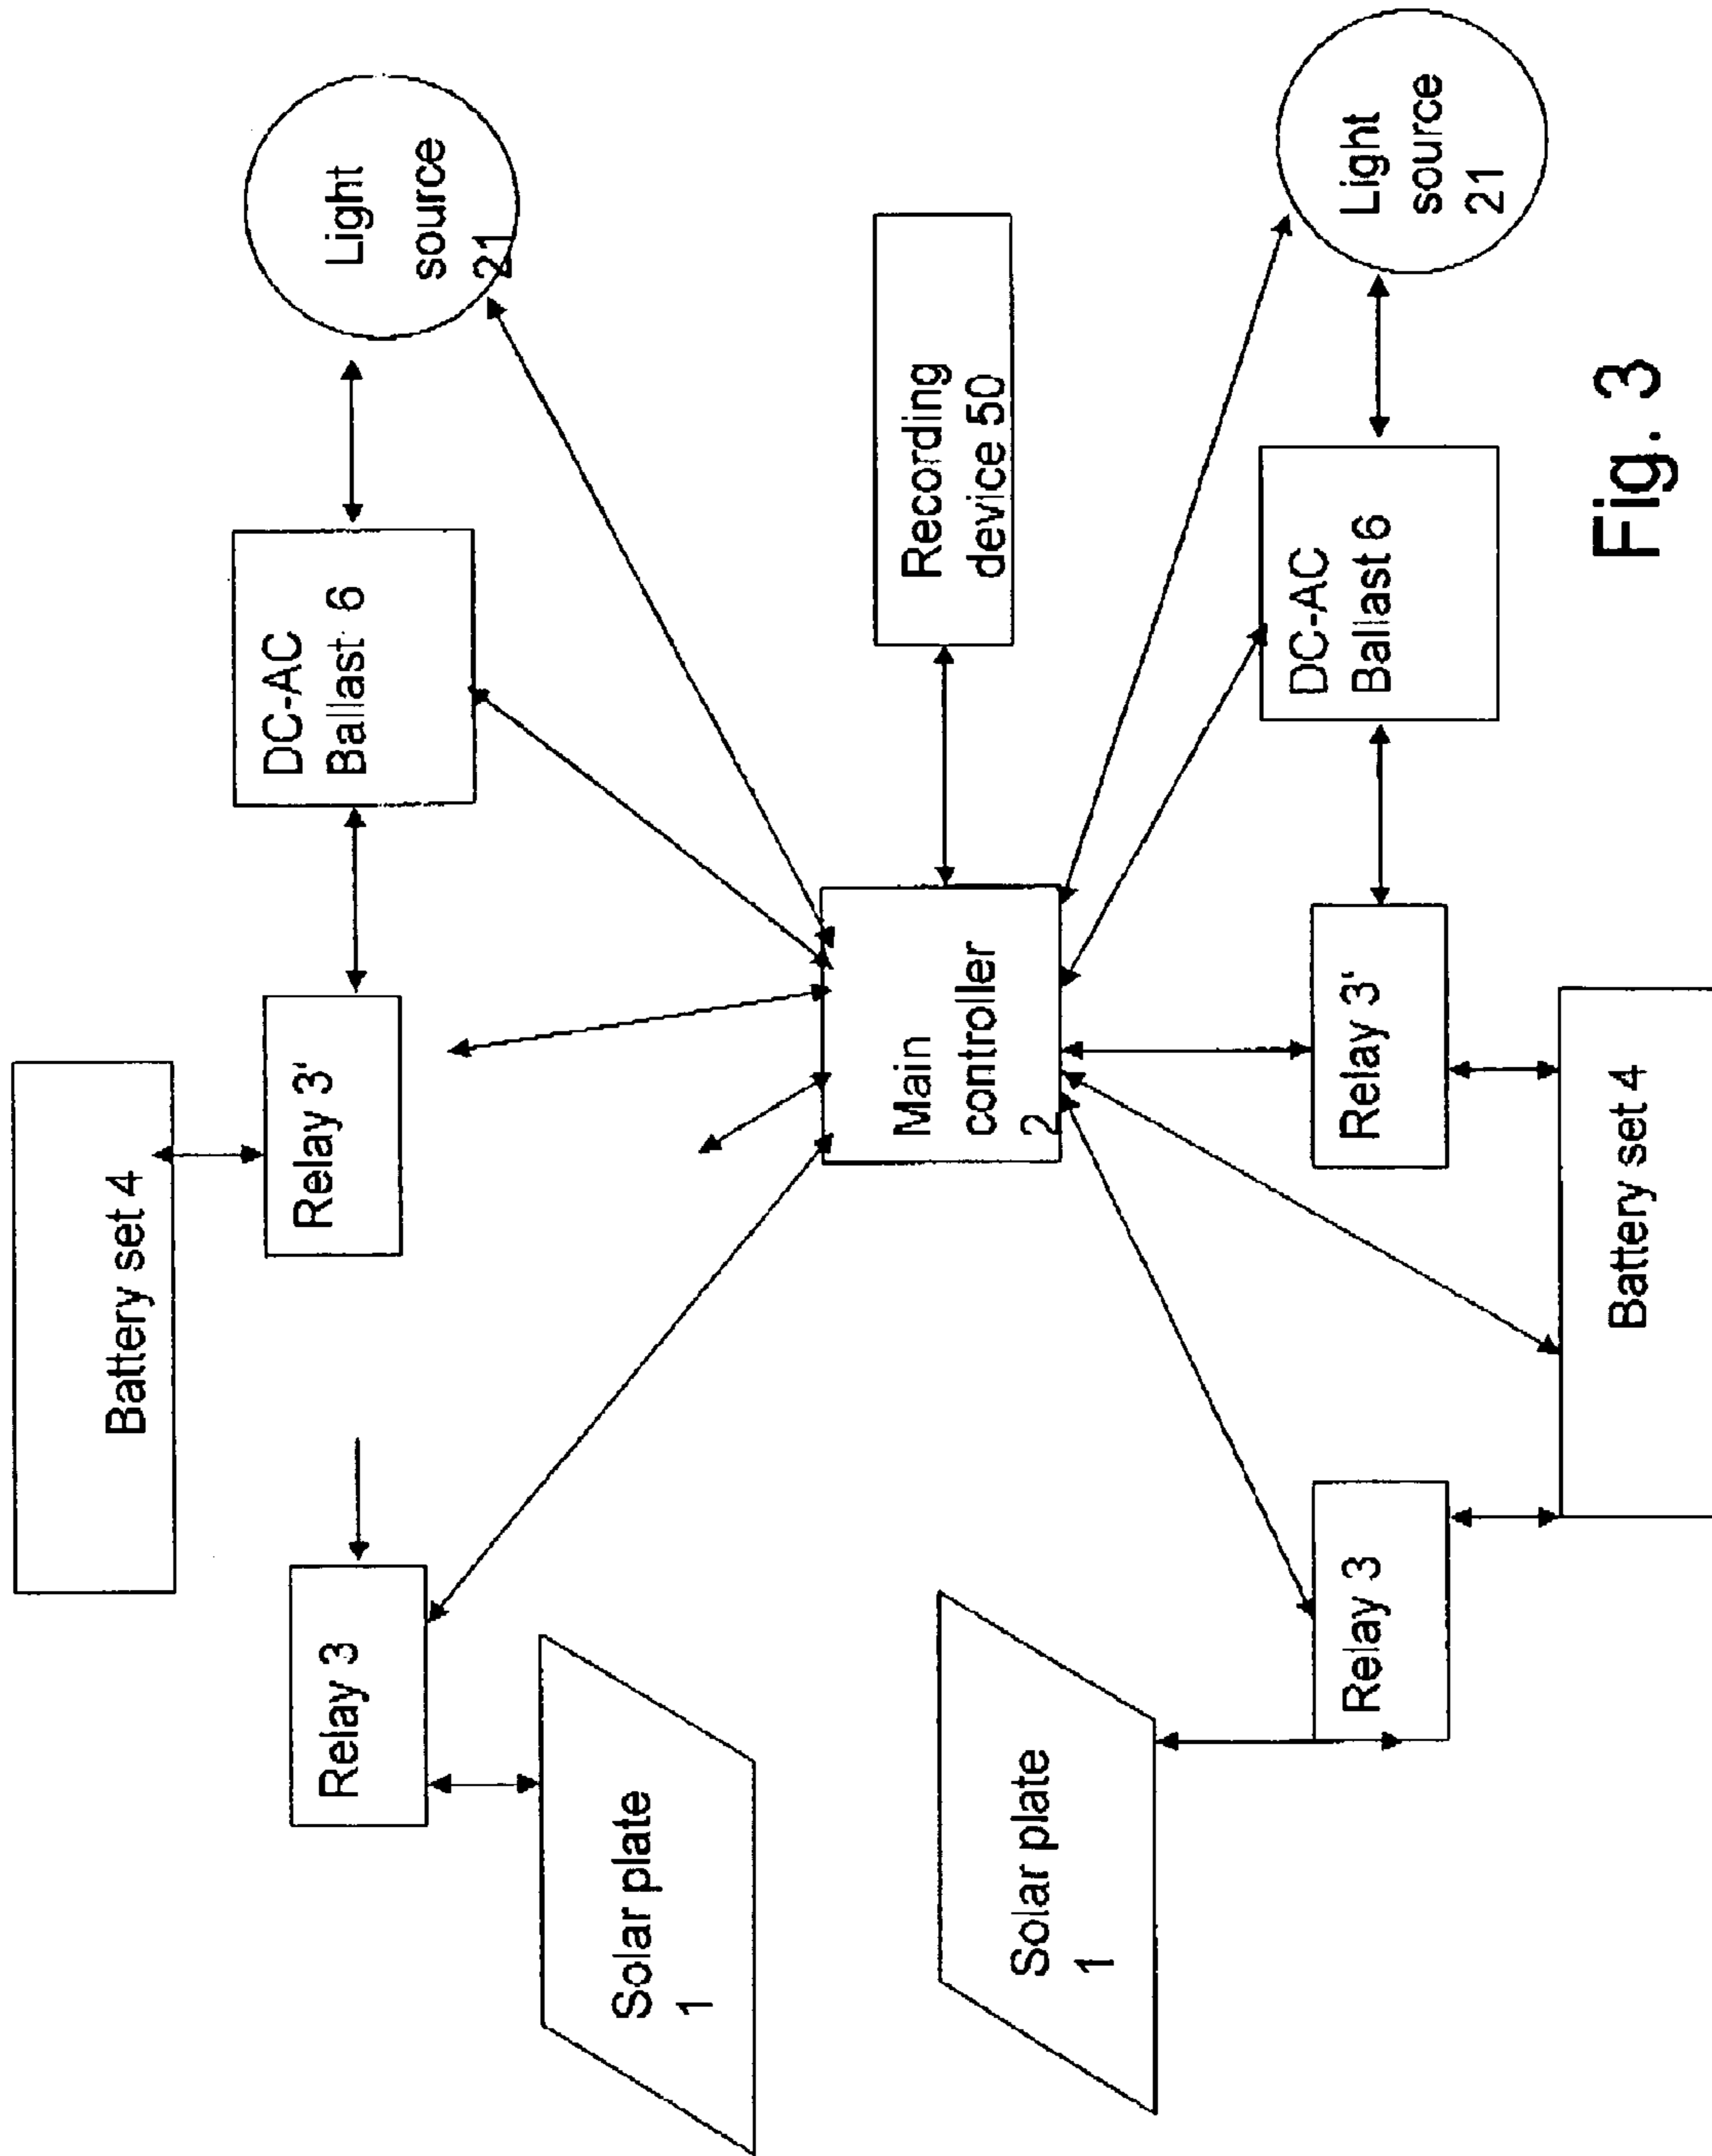 Battery set 4
Solar plate
1
Relay 3
Relay 3'
DC-AC
Ballast 6
Light
source
21
Main
controller
2
Recording
device 50
Solar plate
1
Relay 3
Relay 3'
DC-AC
Ballast 6
Light
source
21
Battery set 4
Fig. 3